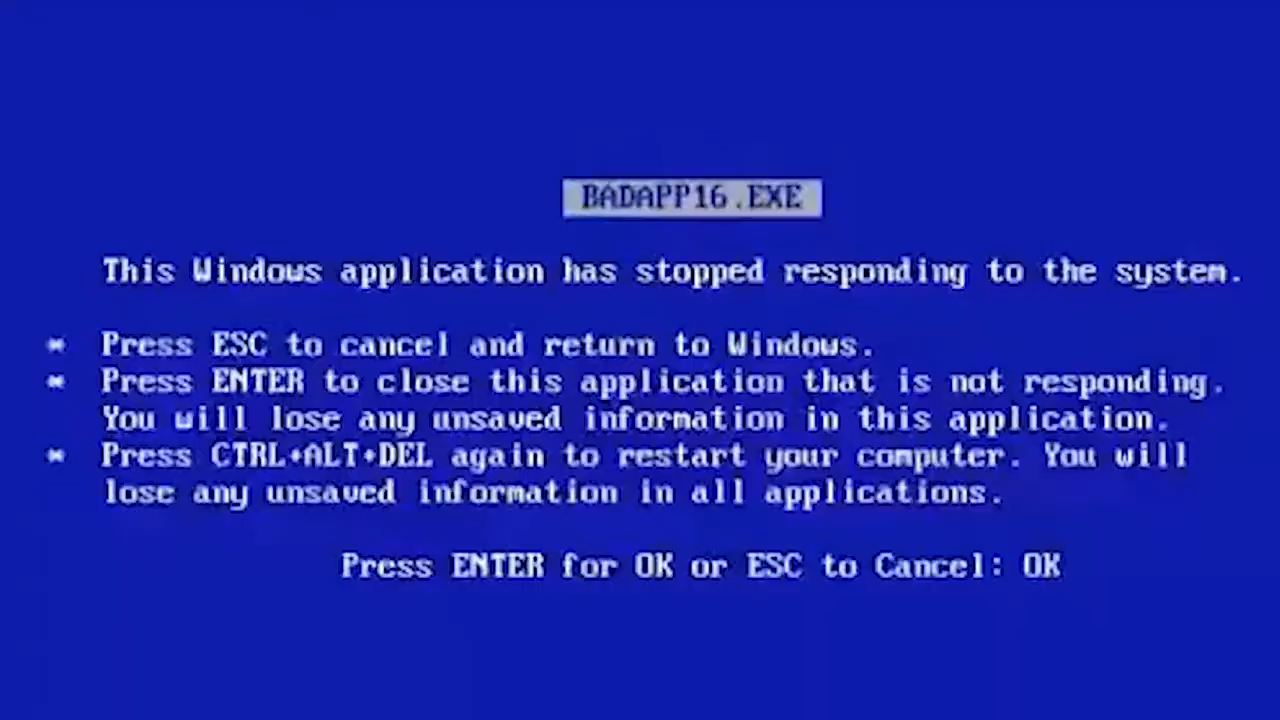 BADAPP16.EXE
This Windows application has stopped responding to the system.
* Press ESC to cancel and return to Windows.
* Press ENTER to close this application that is not responding.
You will lose any unsaved information in this application.
* Press CTRL+ALT+DEL again to restart your computer. You will
lose any unsaved information in all applications.
Press ENTER for OK or ESC to Cancel: OK